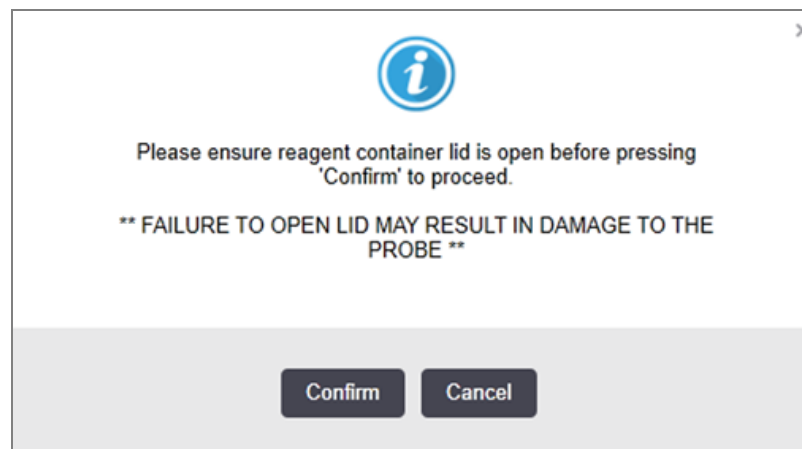 Please ensure reagent container lid is open before pressing
'Confirm' to proceed.
** FAILURE TO OPEN LID MAY RESULT IN DAMAGE TO THE
PROBE **
Confirm
Cancel